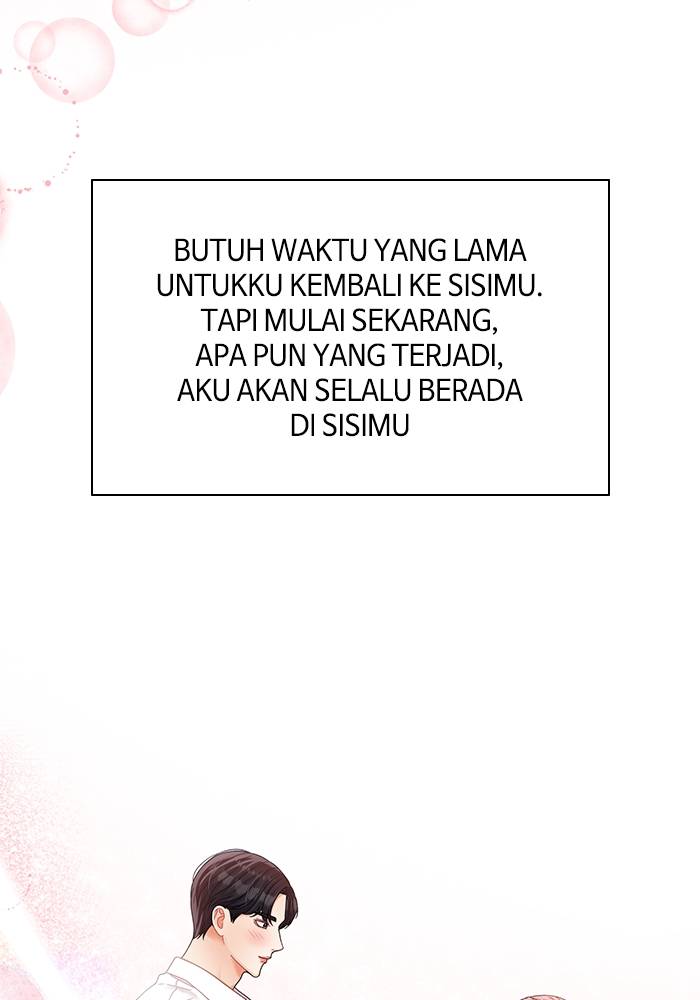 BUTUH WAKTU YANG LAMA
UNTUKKU KEMBALI KE SISIMU.
TAPI MULAI SEKARANG,
APA PUN YANG TERJADI,
AKU AKAN SELALU BERADA
DI SISIMU